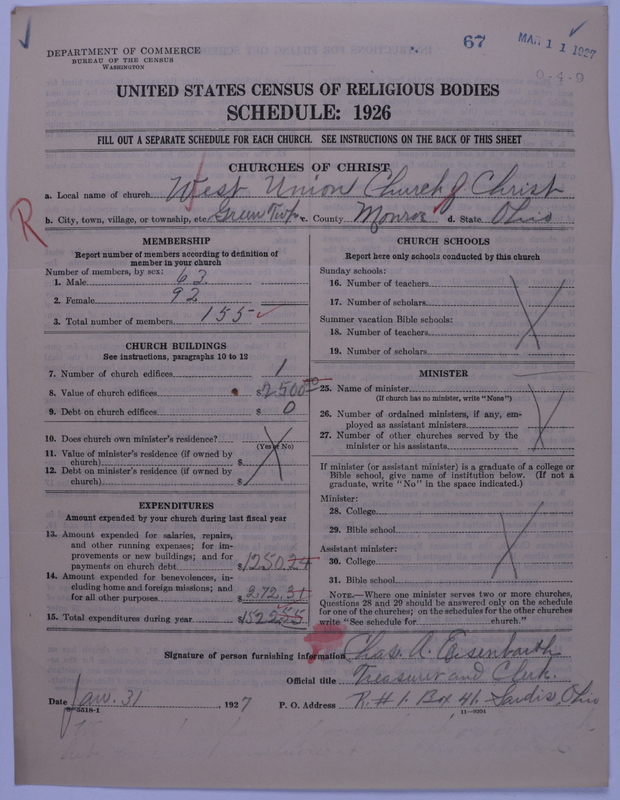 67
MAR 11 1927
DEPARTMENT OF COMMERCE
BUREAU OF THE CENSUS
WASHINGTON
UNITED STATES CENSUS OF RELIGIOUS BODIES
SCHEDULE: 1926
FILL OUT A SEPARATE SCHEDULE FOR EACH CHURCH. SEE INSTRUCTIONS ON THE BACK OF THIS SHEET
CHURCHES OF CHRIST
a. Local name of church West Union Church of Christ
R
b. City, town, village, or township, etc. Green Twp c. County Monroe d. State Ohio
MEMBERSHIP
Report number of members according to definition of
member in your church
Number of members, by sex:
1. Male 63
2. Female 92
3. Total number of members 155
CHURCH BUILDINGS
See instructions, paragraphs 10 to 12
7. Number of church edifices 1
8. Value of church edifices $2500
9. Debt on church edifices $ 0
10. Does church own minister's residence?
(Yes or No)
11. Value of minister's residence (if owned by
church) $
12. Debt on minister's residence (if owned by
church) $
EXPENDITURES
Amount expended by your church during last fiscal year
13. Amount expended for salaries, repairs,
and other running expenses; for im-
provements or new buildings; and for
payments on church debt $1250.24
14. Amount expended for benevolences, in-
cluding home and foreign missions; and
for all other purposes 272.31
15. Total expenditures during year $1522.55
CHURCH SCHOOLS
Report here only schools conducted by this church
Sunday schools:
16. Number of teachers
17. Number of scholars
Summer vacation Bible schools:
18. Number of teachers
19. Number of scholars
MINISTER
25. Name of minister
(If church has no minister, write "None")
26. Number of ordained ministers, if any, em-
ployed as assistant ministers
27. Number of other churches served by the
minister or his assistants
If minister (or assistant minister) is a graduate of a college or
Bible school, give name of institution below. (If not a
graduate, write "No" in the space indicated.)
Minister:
28. College
29. Bible school
Assistant minister:
30. College
31. Bible school
NOTE.—Where one minister serves two or more churches,
Questions 28 and 29 should be answered only on the schedule
for one of the churches; on the schedules for the other churches
write "See schedule for church."
Signature of person furnishing information Chas. A. Eisenbarth
Official title Treasurer and Clerk.
Date Jan. 31 1927 P. O. Address R. # 1. Box 41. Sardis, Ohio
8-5518-1 11-9204